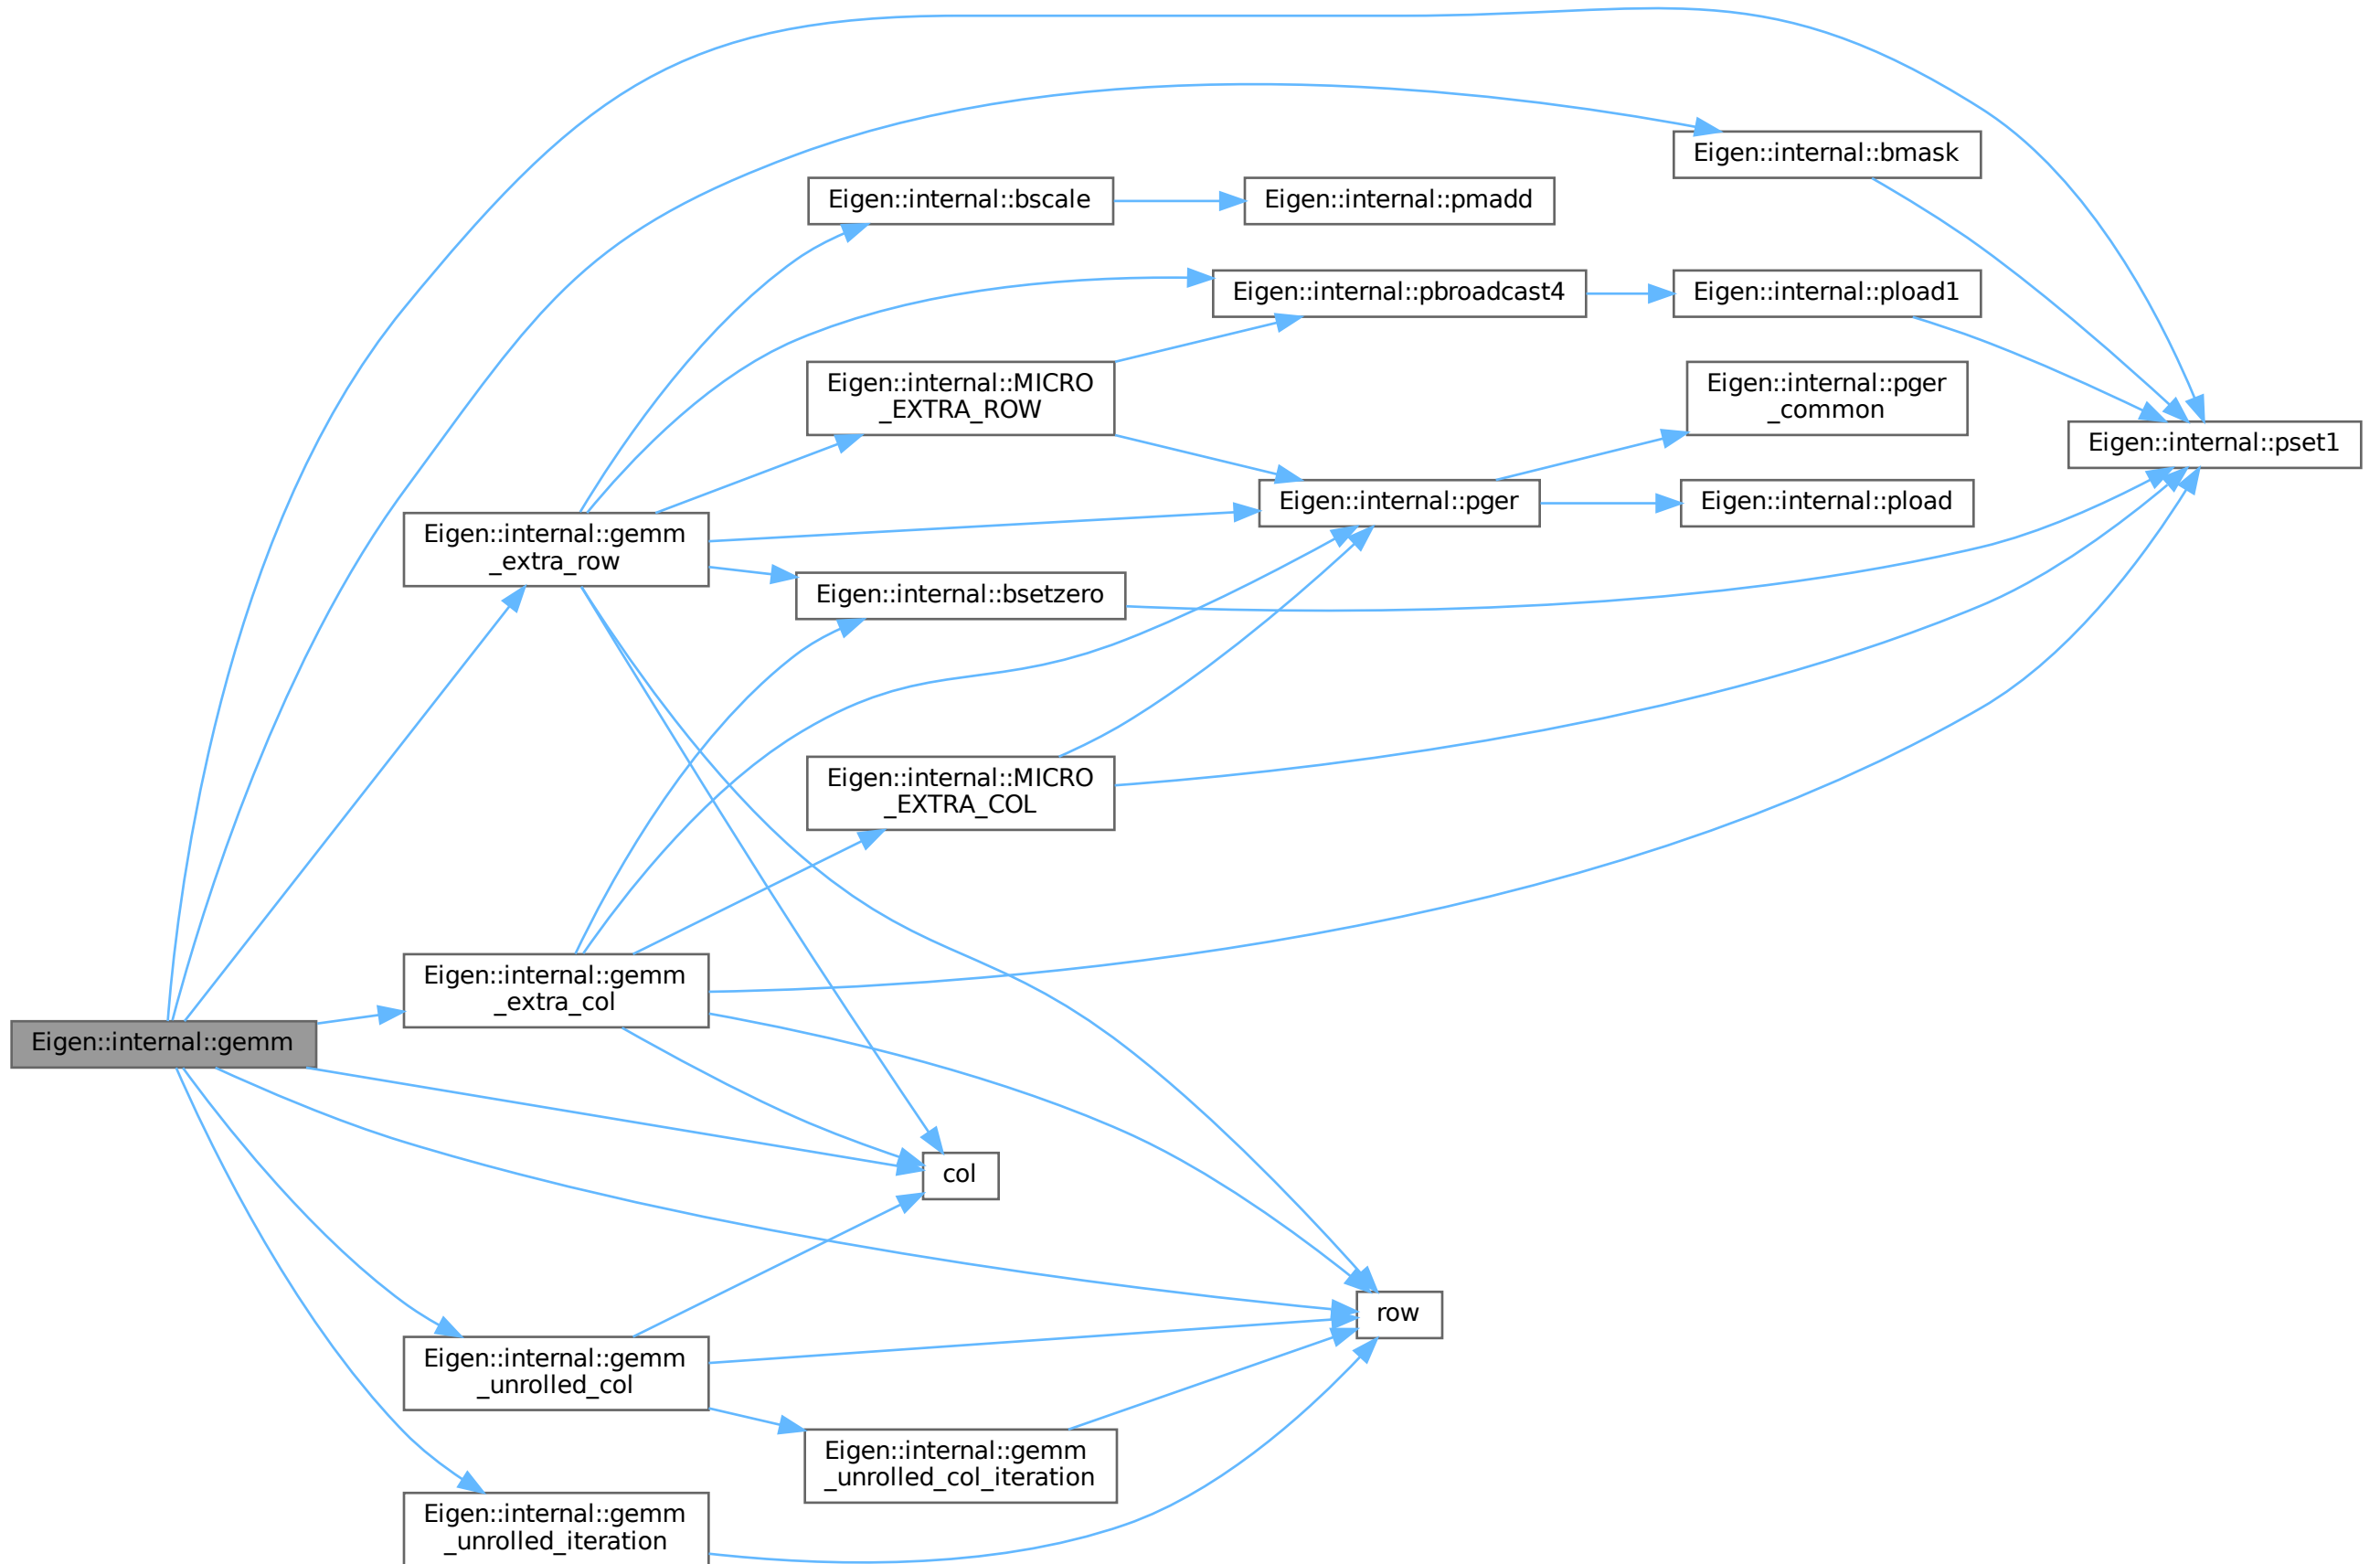 Eigen::internal::bmask
Eigen::internal::bscale
Eigen::internal::pmadd
Eigen::internal::pbroadcast4
Eigen::internal::pload1
Eigen::internal::MICRO
_EXTRA_ROW
Eigen::internal::pger
_common
Eigen::internal::pset1
Eigen::internal::pger
Eigen::internal::pload
Eigen::internal::gemm
_extra_row
Eigen::internal::bsetzero
Eigen::internal::MICRO
_EXTRA_COL
Eigen::internal::gemm
_extra_col
Eigen::internal::gemm
col
row
Eigen::internal::gemm
_unrolled_col
Eigen::internal::gemm
_unrolled_col_iteration
Eigen::internal::gemm
_unrolled_iteration